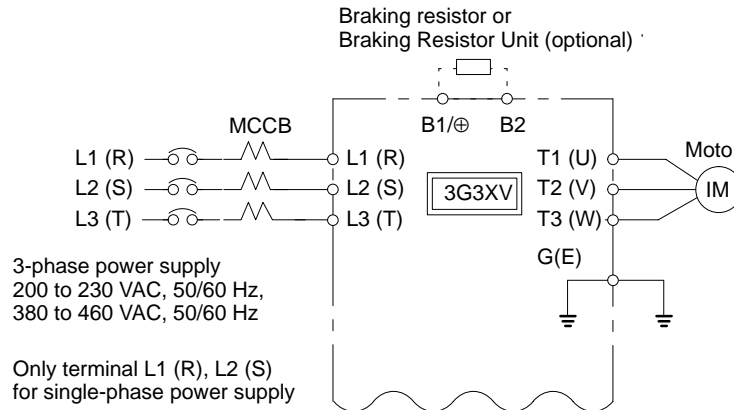 Braking resistor or
Braking Resistor Unit (optional)
B1/⊕ B2
MCCB
L1 (R) L1 (R) T1 (U) Moto
L2 (S) L2 (S) 3G3XV T2 (V) IM
L3 (T) L3 (T) T3 (W)
G(E)
3-phase power supply
200 to 230 VAC, 50/60 Hz,
380 to 460 VAC, 50/60 Hz
Only terminal L1 (R), L2 (S)
for single-phase power supply